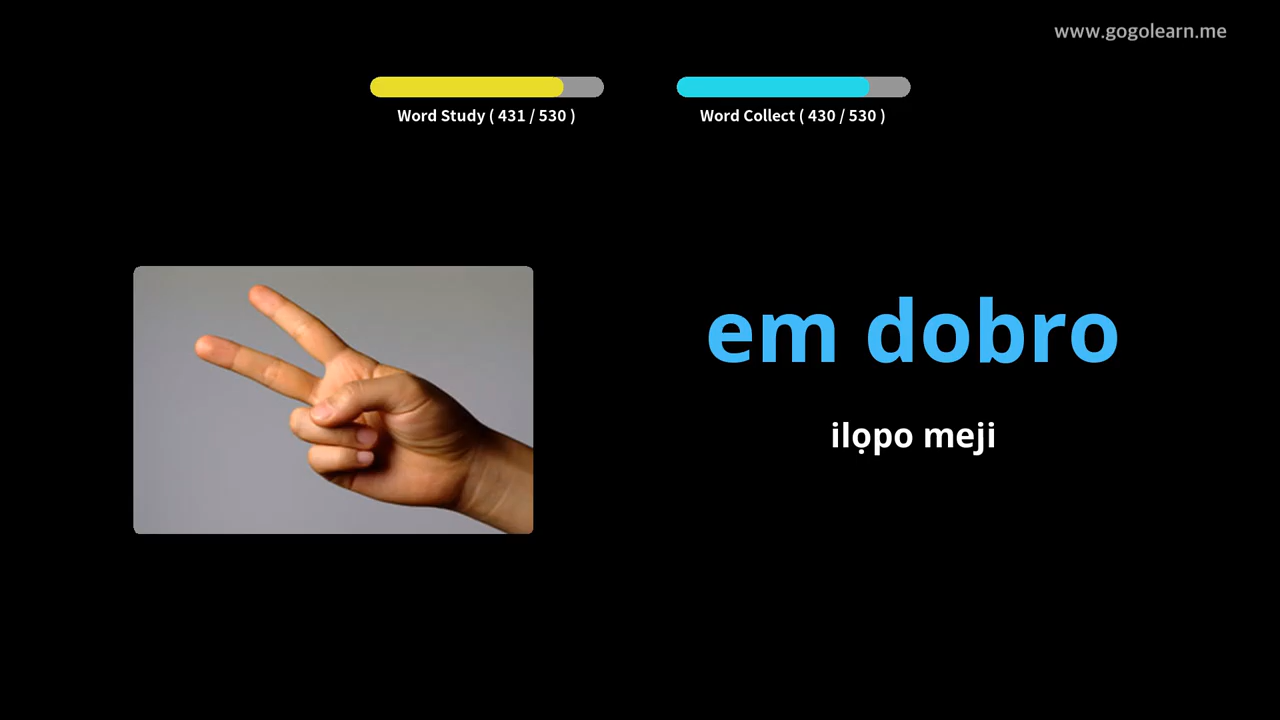 www.gogolearn.me
Word Study ( 431 / 530 )
Word Collect ( 430 / 530 )
em dobro
ilọpo meji